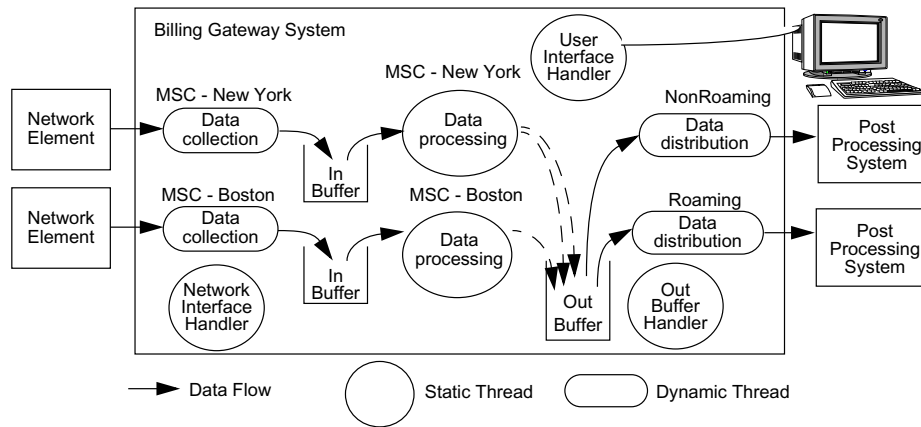 Billing Gateway System
User
Interface
Handler
MSC - New York
MSC - New York
NonRoaming
Network
Element
Data
collection
Data
processing
Data
distribution
Post
Processing
System
In
Buffer
MSC - Boston
MSC - Boston
Roaming
Network
Element
Data
collection
Data
processing
Data
distribution
Post
Processing
System
In
Buffer
Network
Interface
Handler
Out
Buffer
Out
Buffer
Handler
Data Flow
Static Thread
Dynamic Thread